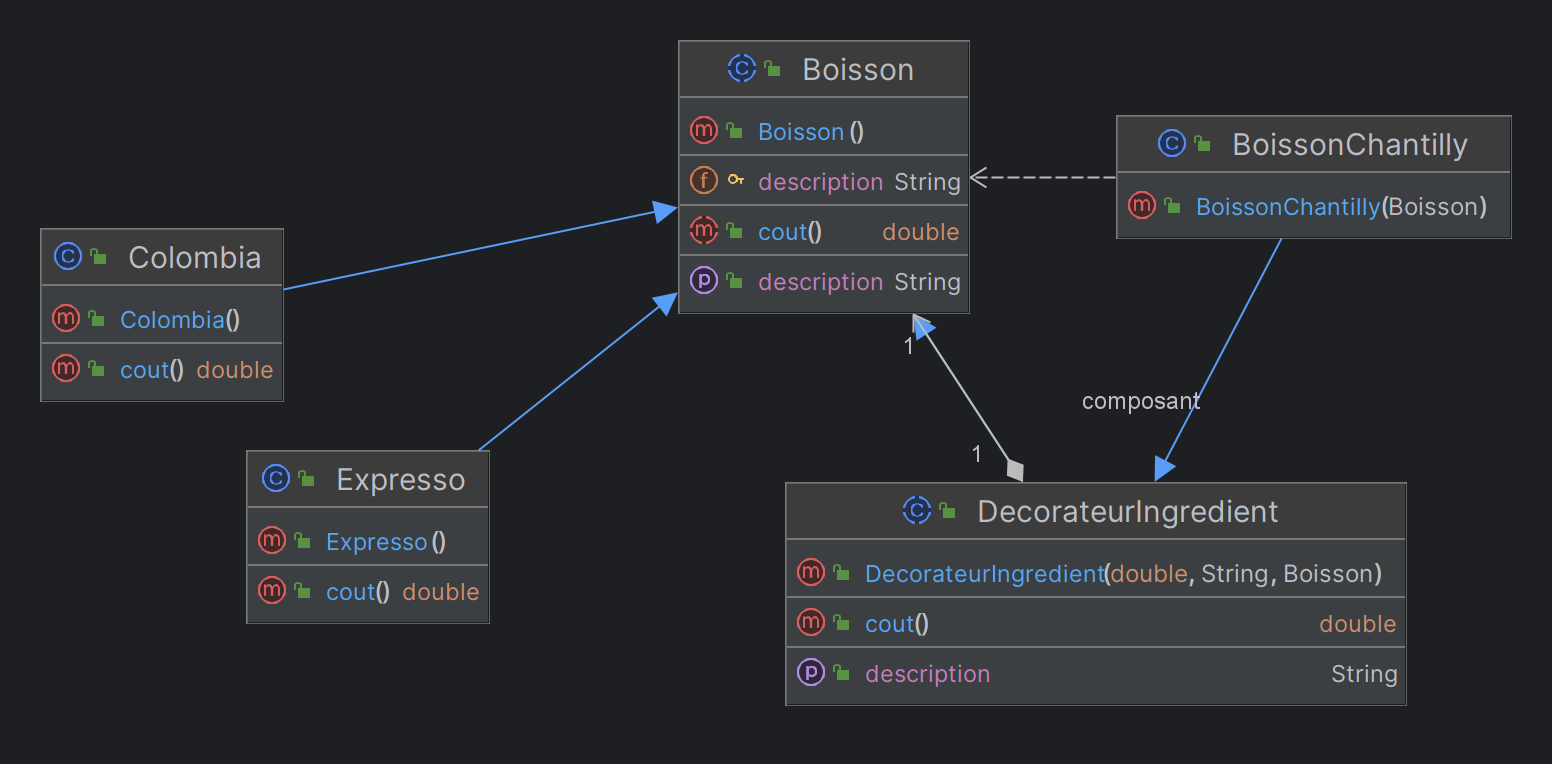 Boisson
Boisson()
description String
cout() double
description String
BoissonChantilly
BoissonChantilly(Boisson)
Colombia
Colombia()
cout() double
1
composant
1
Expresso
Expresso()
cout() double
DecorateurIngredient
DecorateurIngredient(double, String, Boisson)
cout() double
description String